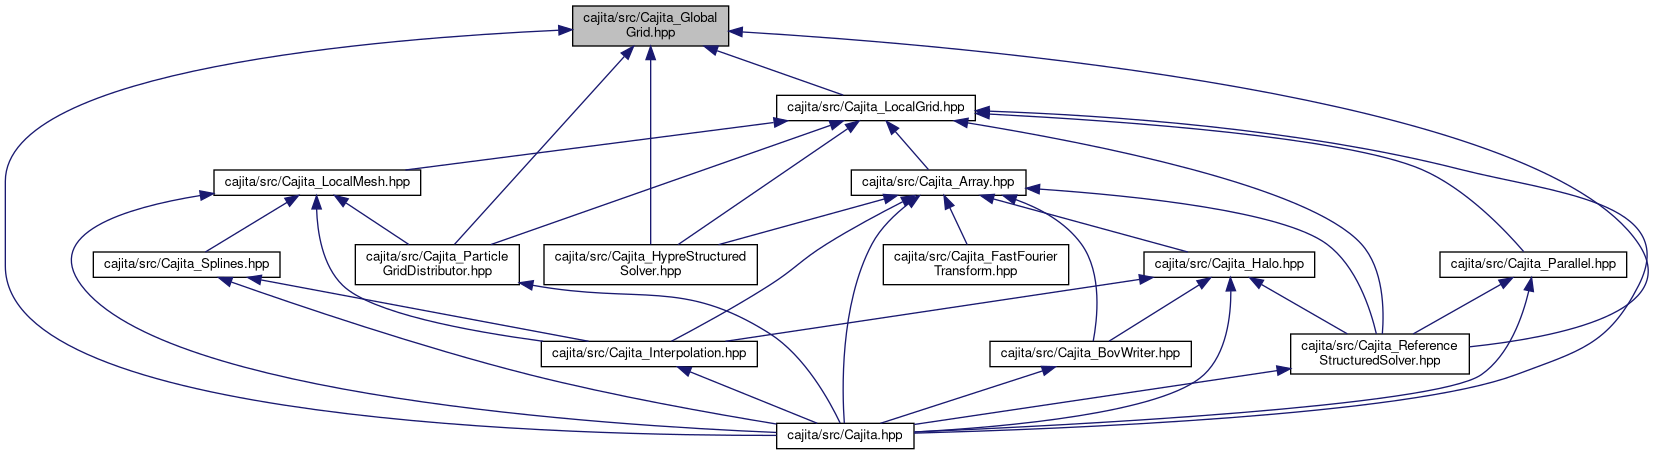 cajita/src/Cajita_Global
Grid.hpp
cajita/src/Cajita_LocalGrid.hpp
cajita/src/Cajita_LocalMesh.hpp
cajita/src/Cajita_Array.hpp
cajita/src/Cajita_Splines.hpp
cajita/src/Cajita_Particle
GridDistributor.hpp
cajita/src/Cajita_HypreStructured
Solver.hpp
cajita/src/Cajita_FastFourier
Transform.hpp
cajita/src/Cajita_Halo.hpp
cajita/src/Cajita_Parallel.hpp
cajita/src/Cajita_Interpolation.hpp
cajita/src/Cajita_BovWriter.hpp
cajita/src/Cajita_Reference
StructuredSolver.hpp
cajita/src/Cajita.hpp